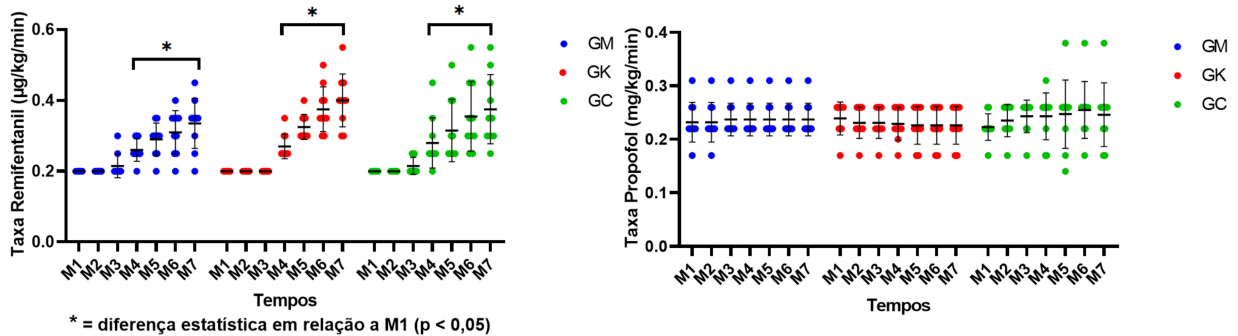 Taxa Remifentanil (µg/kg/min)
0.6
0.4
0.2
0.0
*
*
*
GM
GK
GC
M1 M2 M3 M4 M5 M6 M7 M1 M2 M3 M4 M5 M6 M7 M1 M2 M3 M4 M5 M6 M7
Tempos
* = diferença estatística em relação a M1 (p < 0,05)
Taxa Propofol (mg/kg/min)
0.4
0.3
0.2
0.1
0.0
GM
GK
GC
M1 M2 M3 M4 M5 M6 M7 M1 M2 M3 M4 M5 M6 M7 M1 M2 M3 M4 M5 M6 M7
Tempos